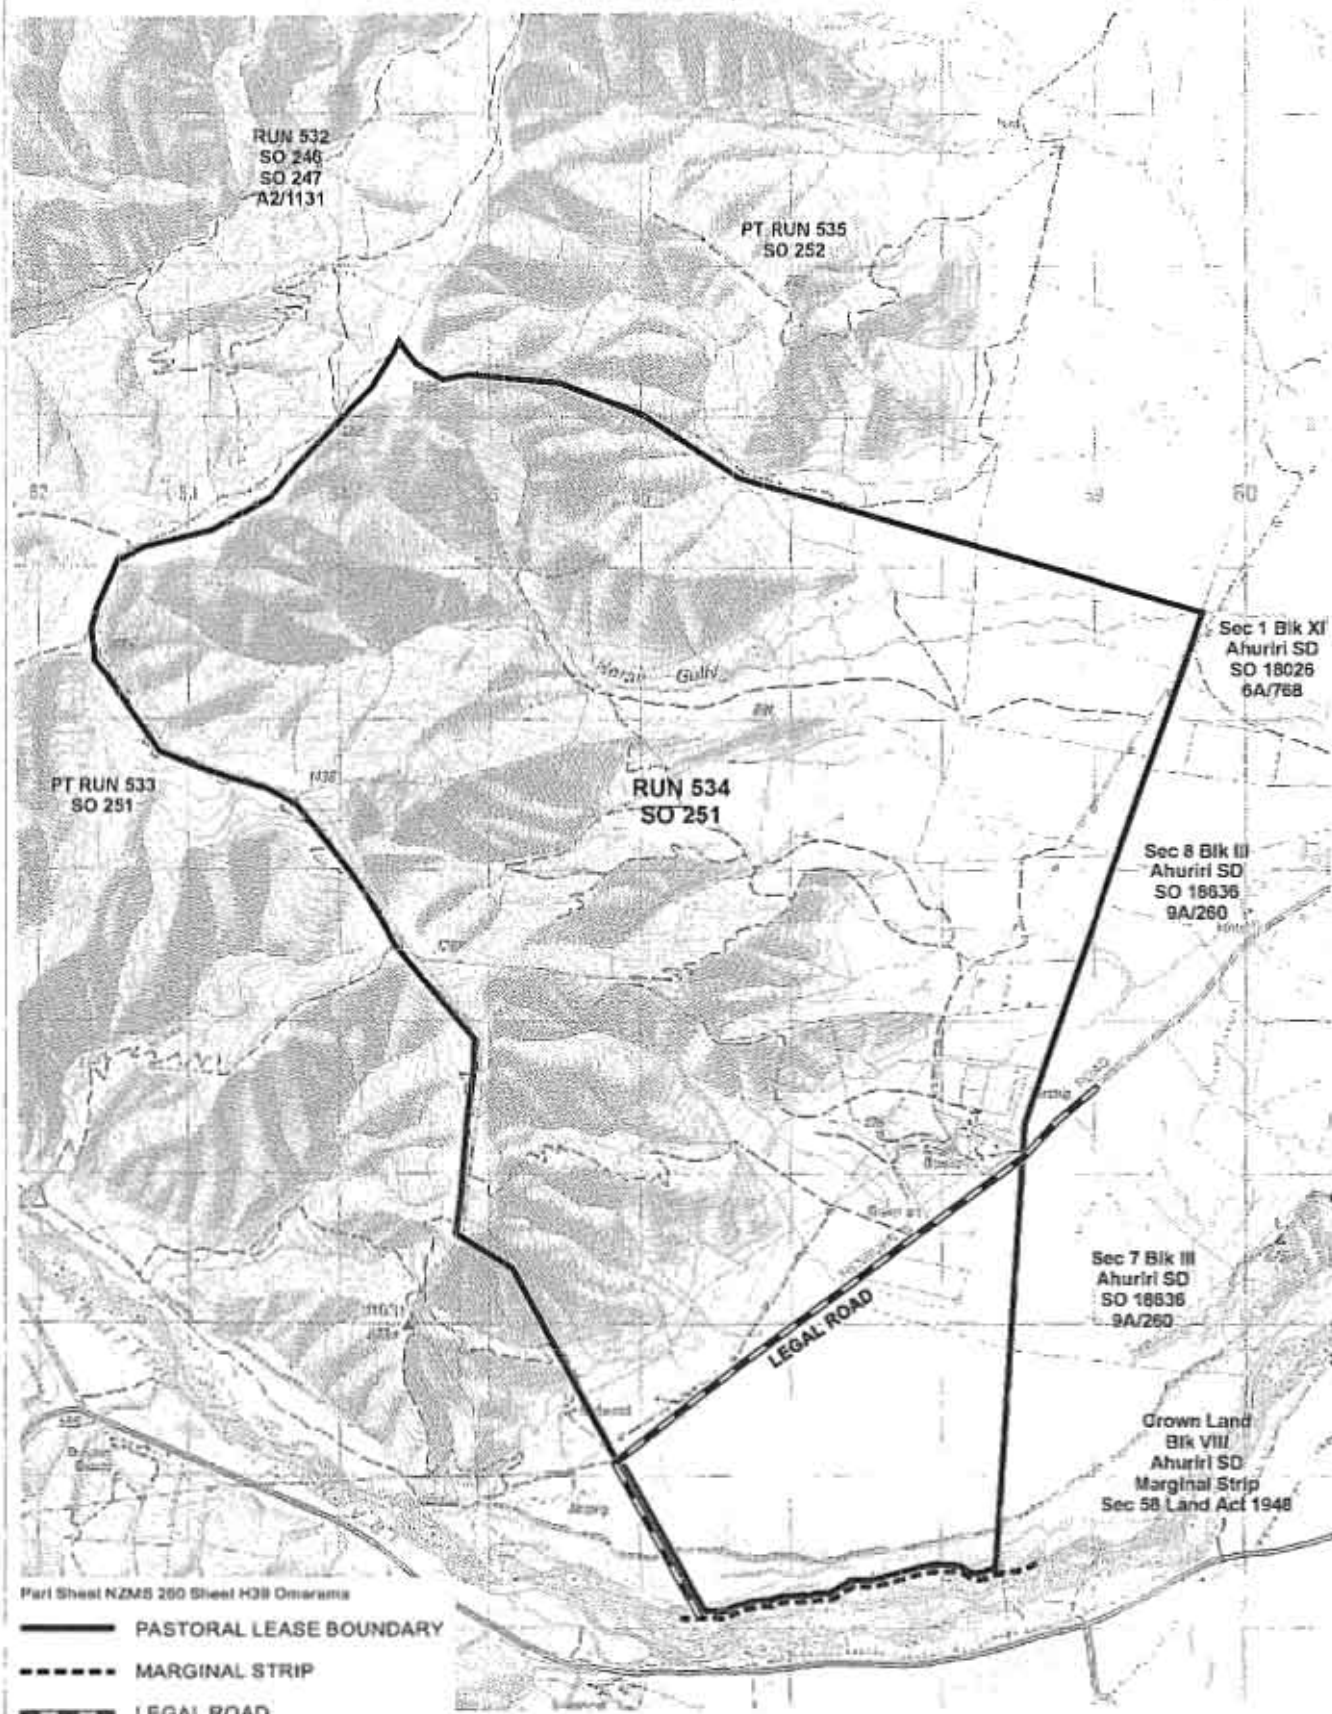 RUN 532
SO 246
SO 247
A2/1131
PT RUN 535
SO 252
60
59
Sec 1 Blk XI
Ahuriri SD
SO 18026
6A/768
Gully
PT RUN 533
SO 251
RUN 534
SO 251
Sec 8 Blk III
Ahuriri SD
SO 18636
9A/260
ROAD
Sec 7 Blk III
Ahuriri SD
SO 18636
9A/260
LEGAL ROAD
Crown Land
Blk VIII
Ahuriri SD
Marginal Strip
Sec 58 Land Act 1948
Part Sheet NZMS 260 Sheet H39 Omarama
PASTORAL LEASE BOUNDARY
MARGINAL STRIP
LEGAL ROAD